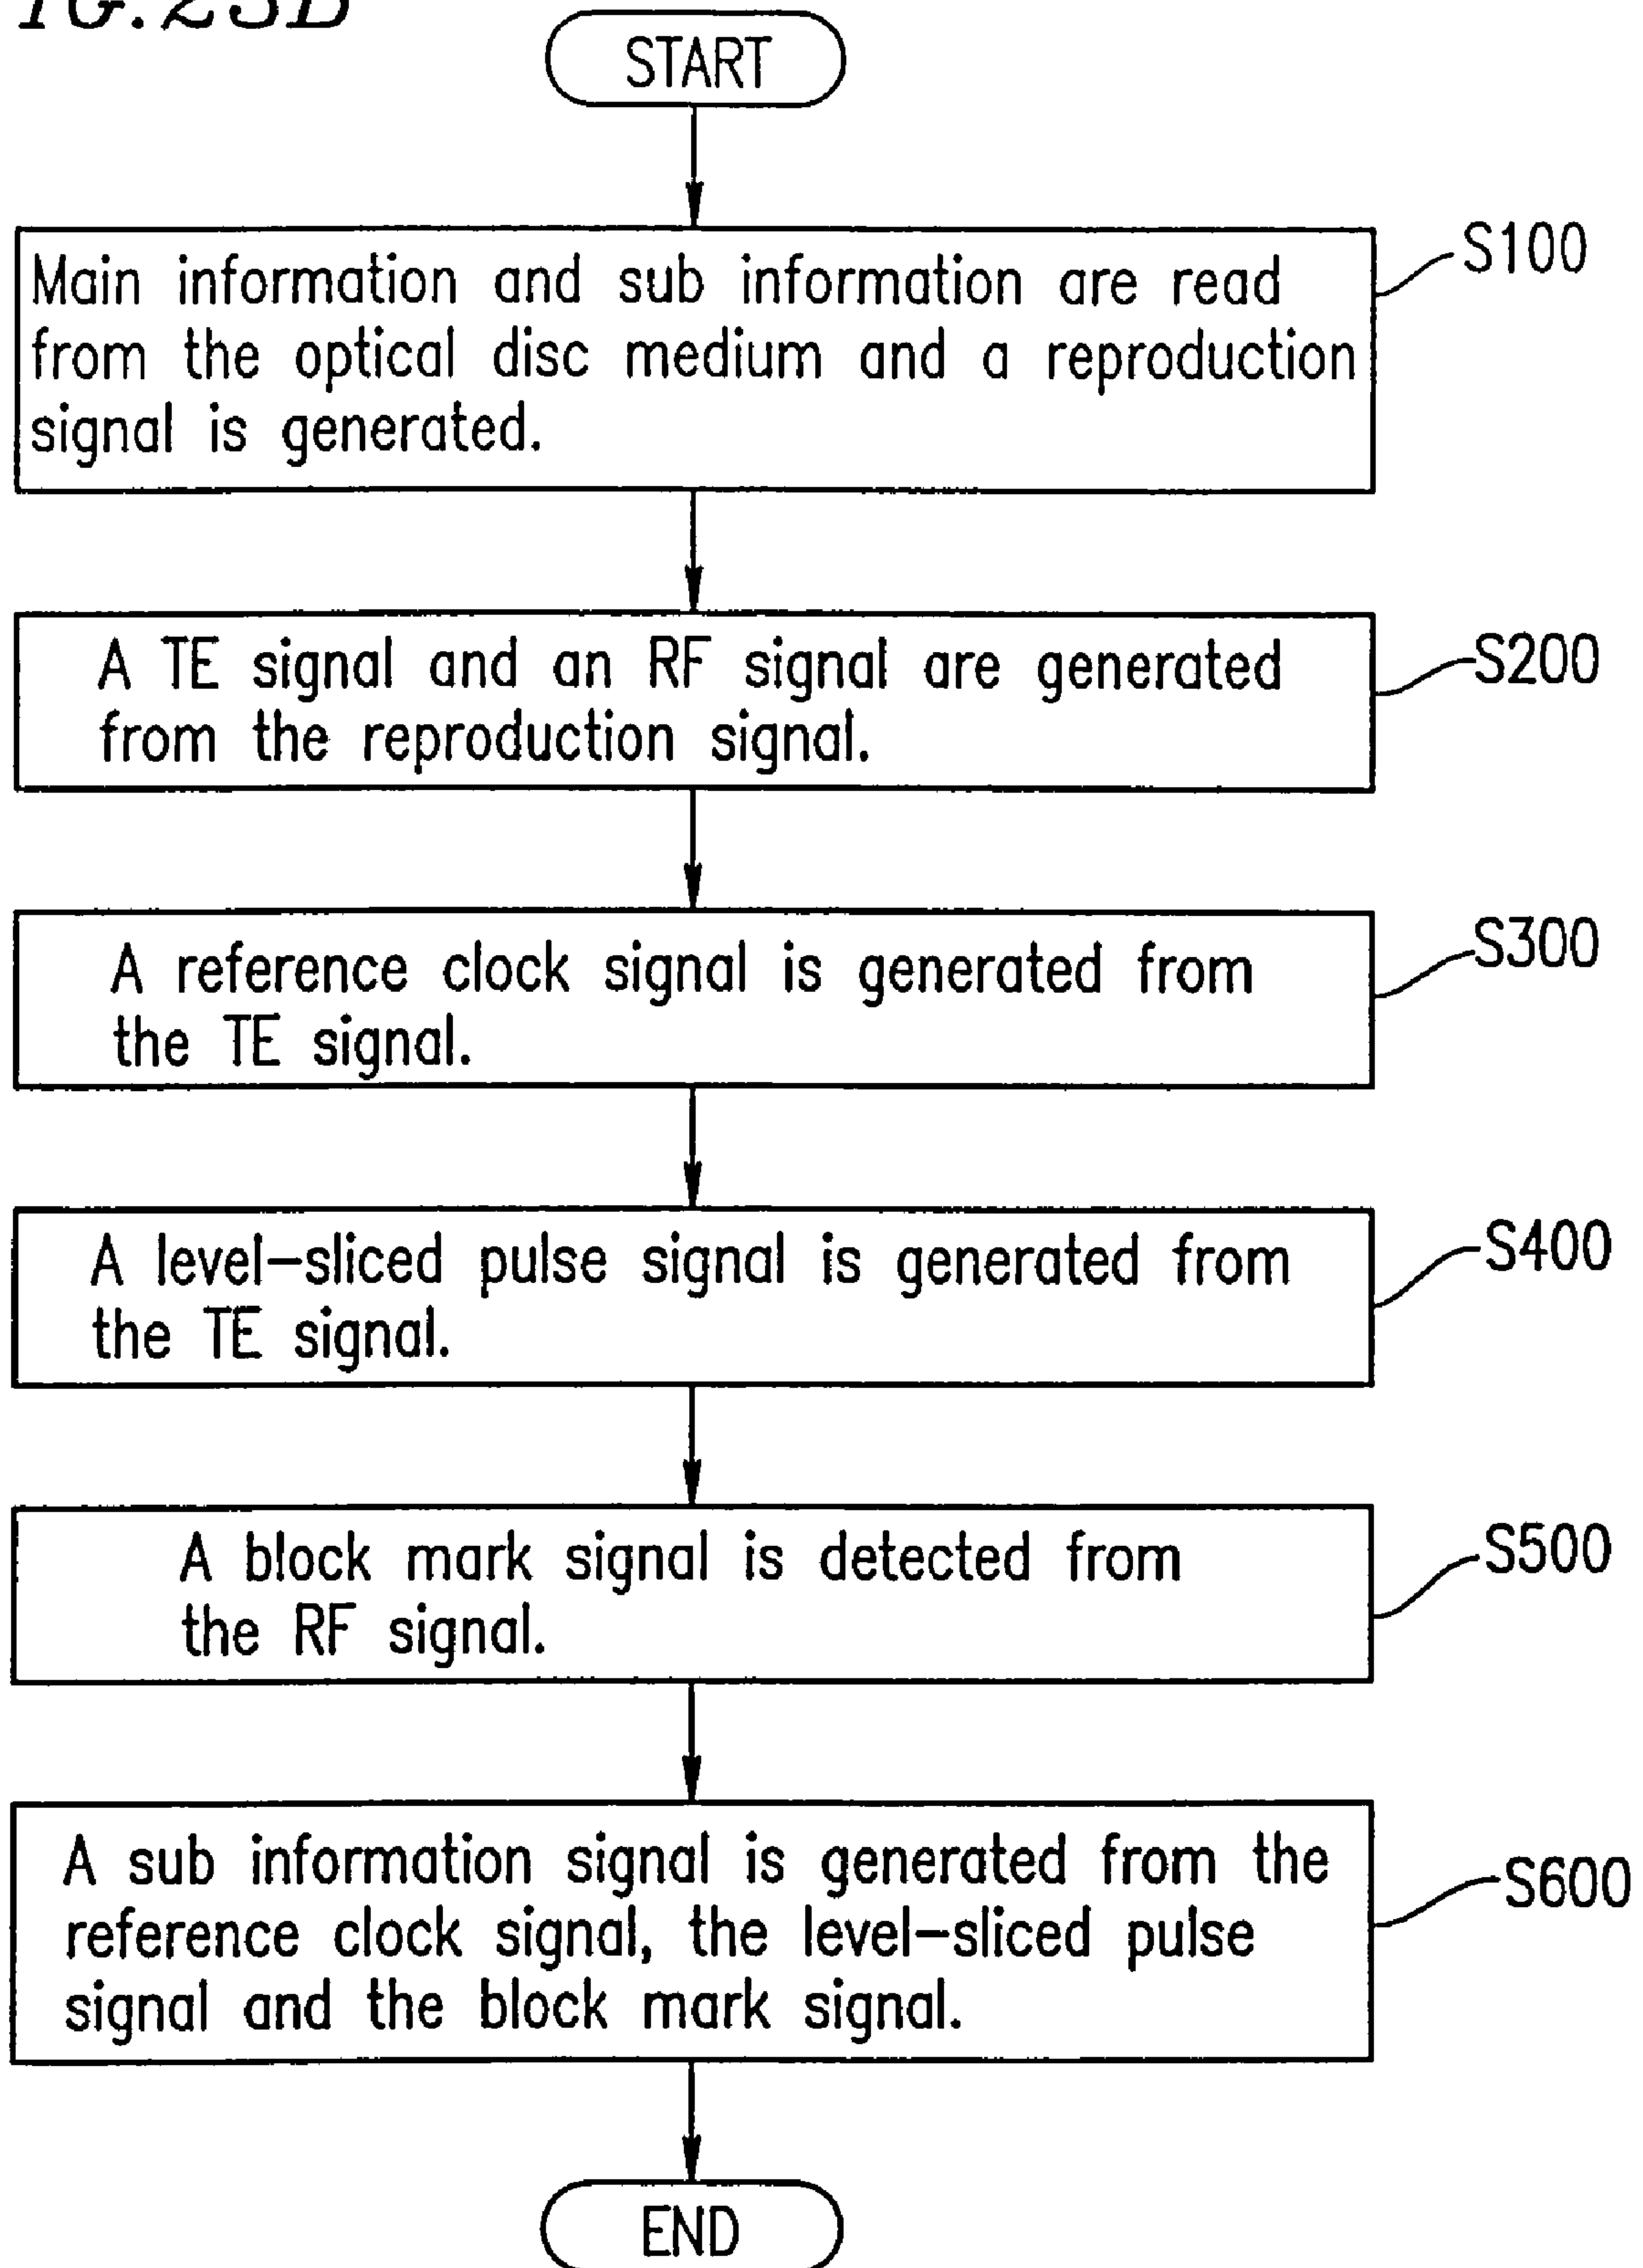 START
Main information and sub information are read
from the optical disc medium and a reproduction
signal is generated.
S100
A TE signal and an RF signal are generated
from the reproduction signal.
S200
A reference clock signal is generated from
the TE signal.
S300
A level-sliced pulse signal is generated from
the TE signal.
S400
A block mark signal is detected from
the RF signal.
S500
A sub information signal is generated from the
reference clock signal, the level-sliced pulse
signal and the block mark signal.
S600
END